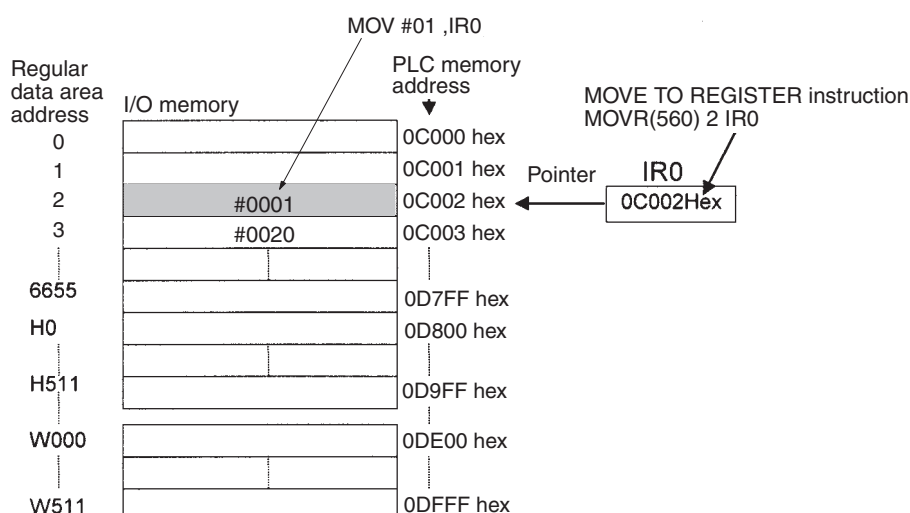 MOV #01 ,IR0
Regular
data area
address
I/O memory
PLC memory
address
MOVE TO REGISTER instruction
MOVR(560) 2 IR0
0
0C000 hex
1
0C001 hex
Pointer
IR0
2
#0001
0C002 hex
0C002Hex
3
#0020
0C003 hex
6655
0D7FF hex
H0
0D800 hex
H511
0D9FF hex
W000
0DE00 hex
W511
0DFFF hex